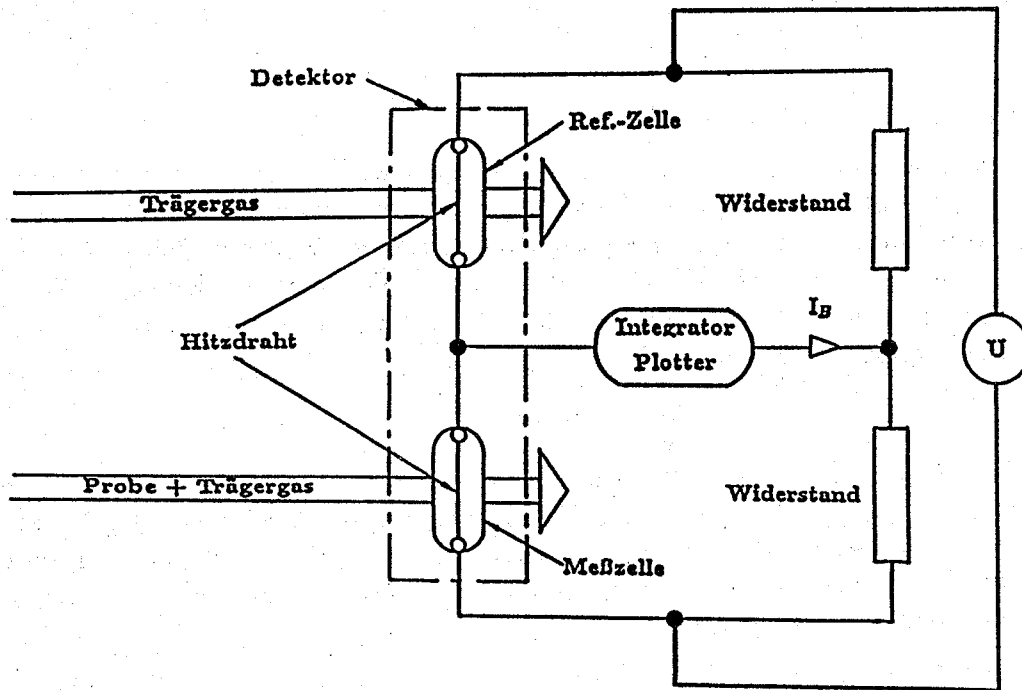 Detektor
Ref.-Zelle
Trägergas
Widerstand
Hitzdraht
Integrator
Plotter
I_B
U
Probe + Trägergas
Widerstand
Meßzelle